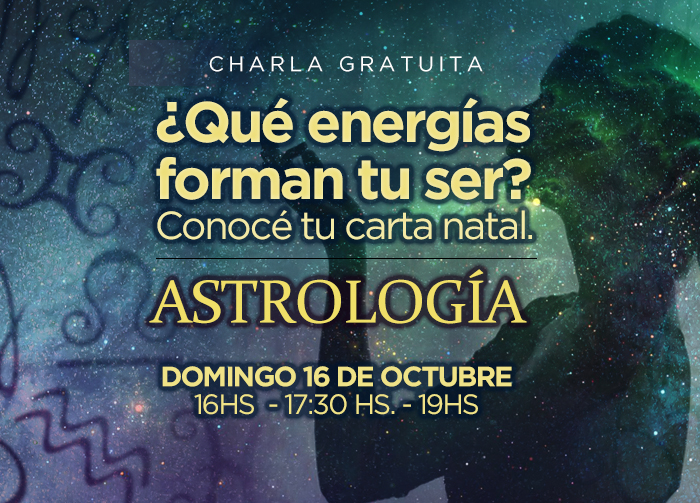 CHARLA GRATUITA
¿Qué energías
forman tu ser?
Conocé tu carta natal.
ASTROLOGÍA
DOMINGO 16 DE OCTUBRE
16HS - 17:30 HS. - 19HS